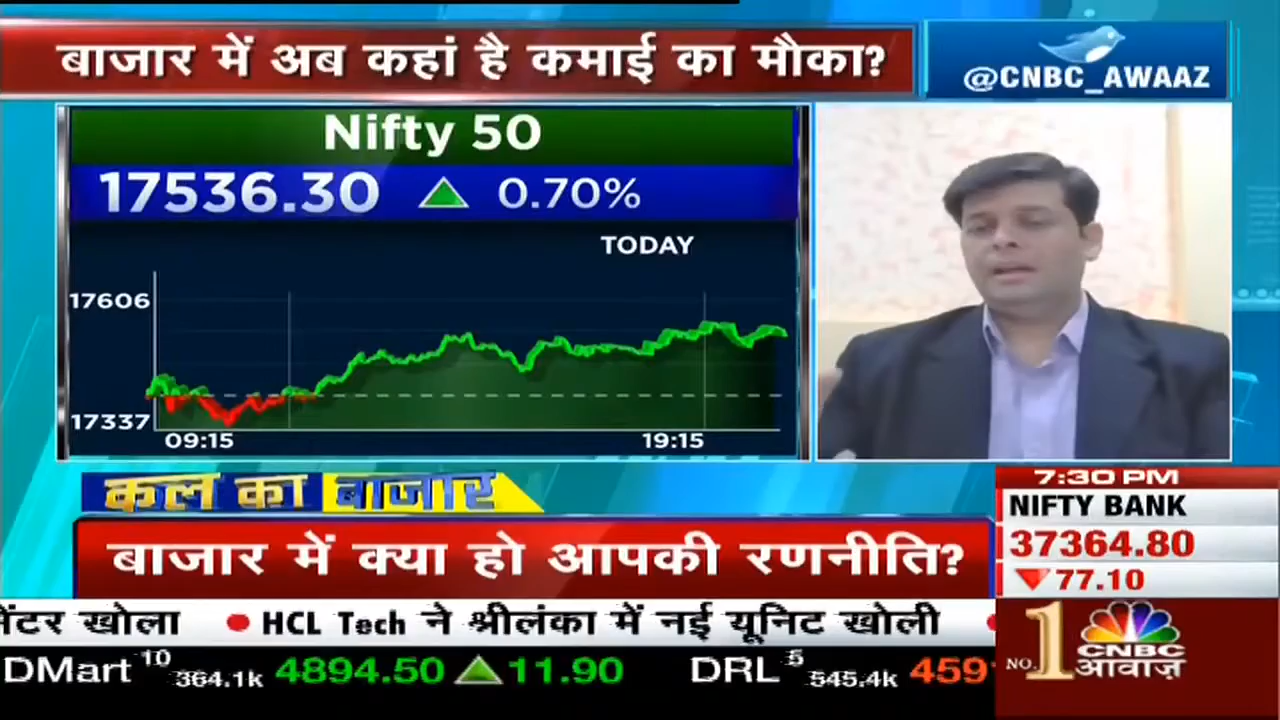 बाजार में अब कहां है कमाई का मौका?
@CNBC_AWAAZ
Nifty 50
17536.30 ▲ 0.70%
TODAY
17606
17337
09:15 19:15
कल का बाजार
बाजार में क्या हो आपकी रणनीति?
7:30 PM
NIFTY BANK
37364.80
▼77.10
खोला • HCL Tech ने श्रीलंका में नई यूनिट खोली
DMart 10 364.1k 4894.50 ▲11.90 DRL 5 545.4k
NO.1 CNBC आवाज़